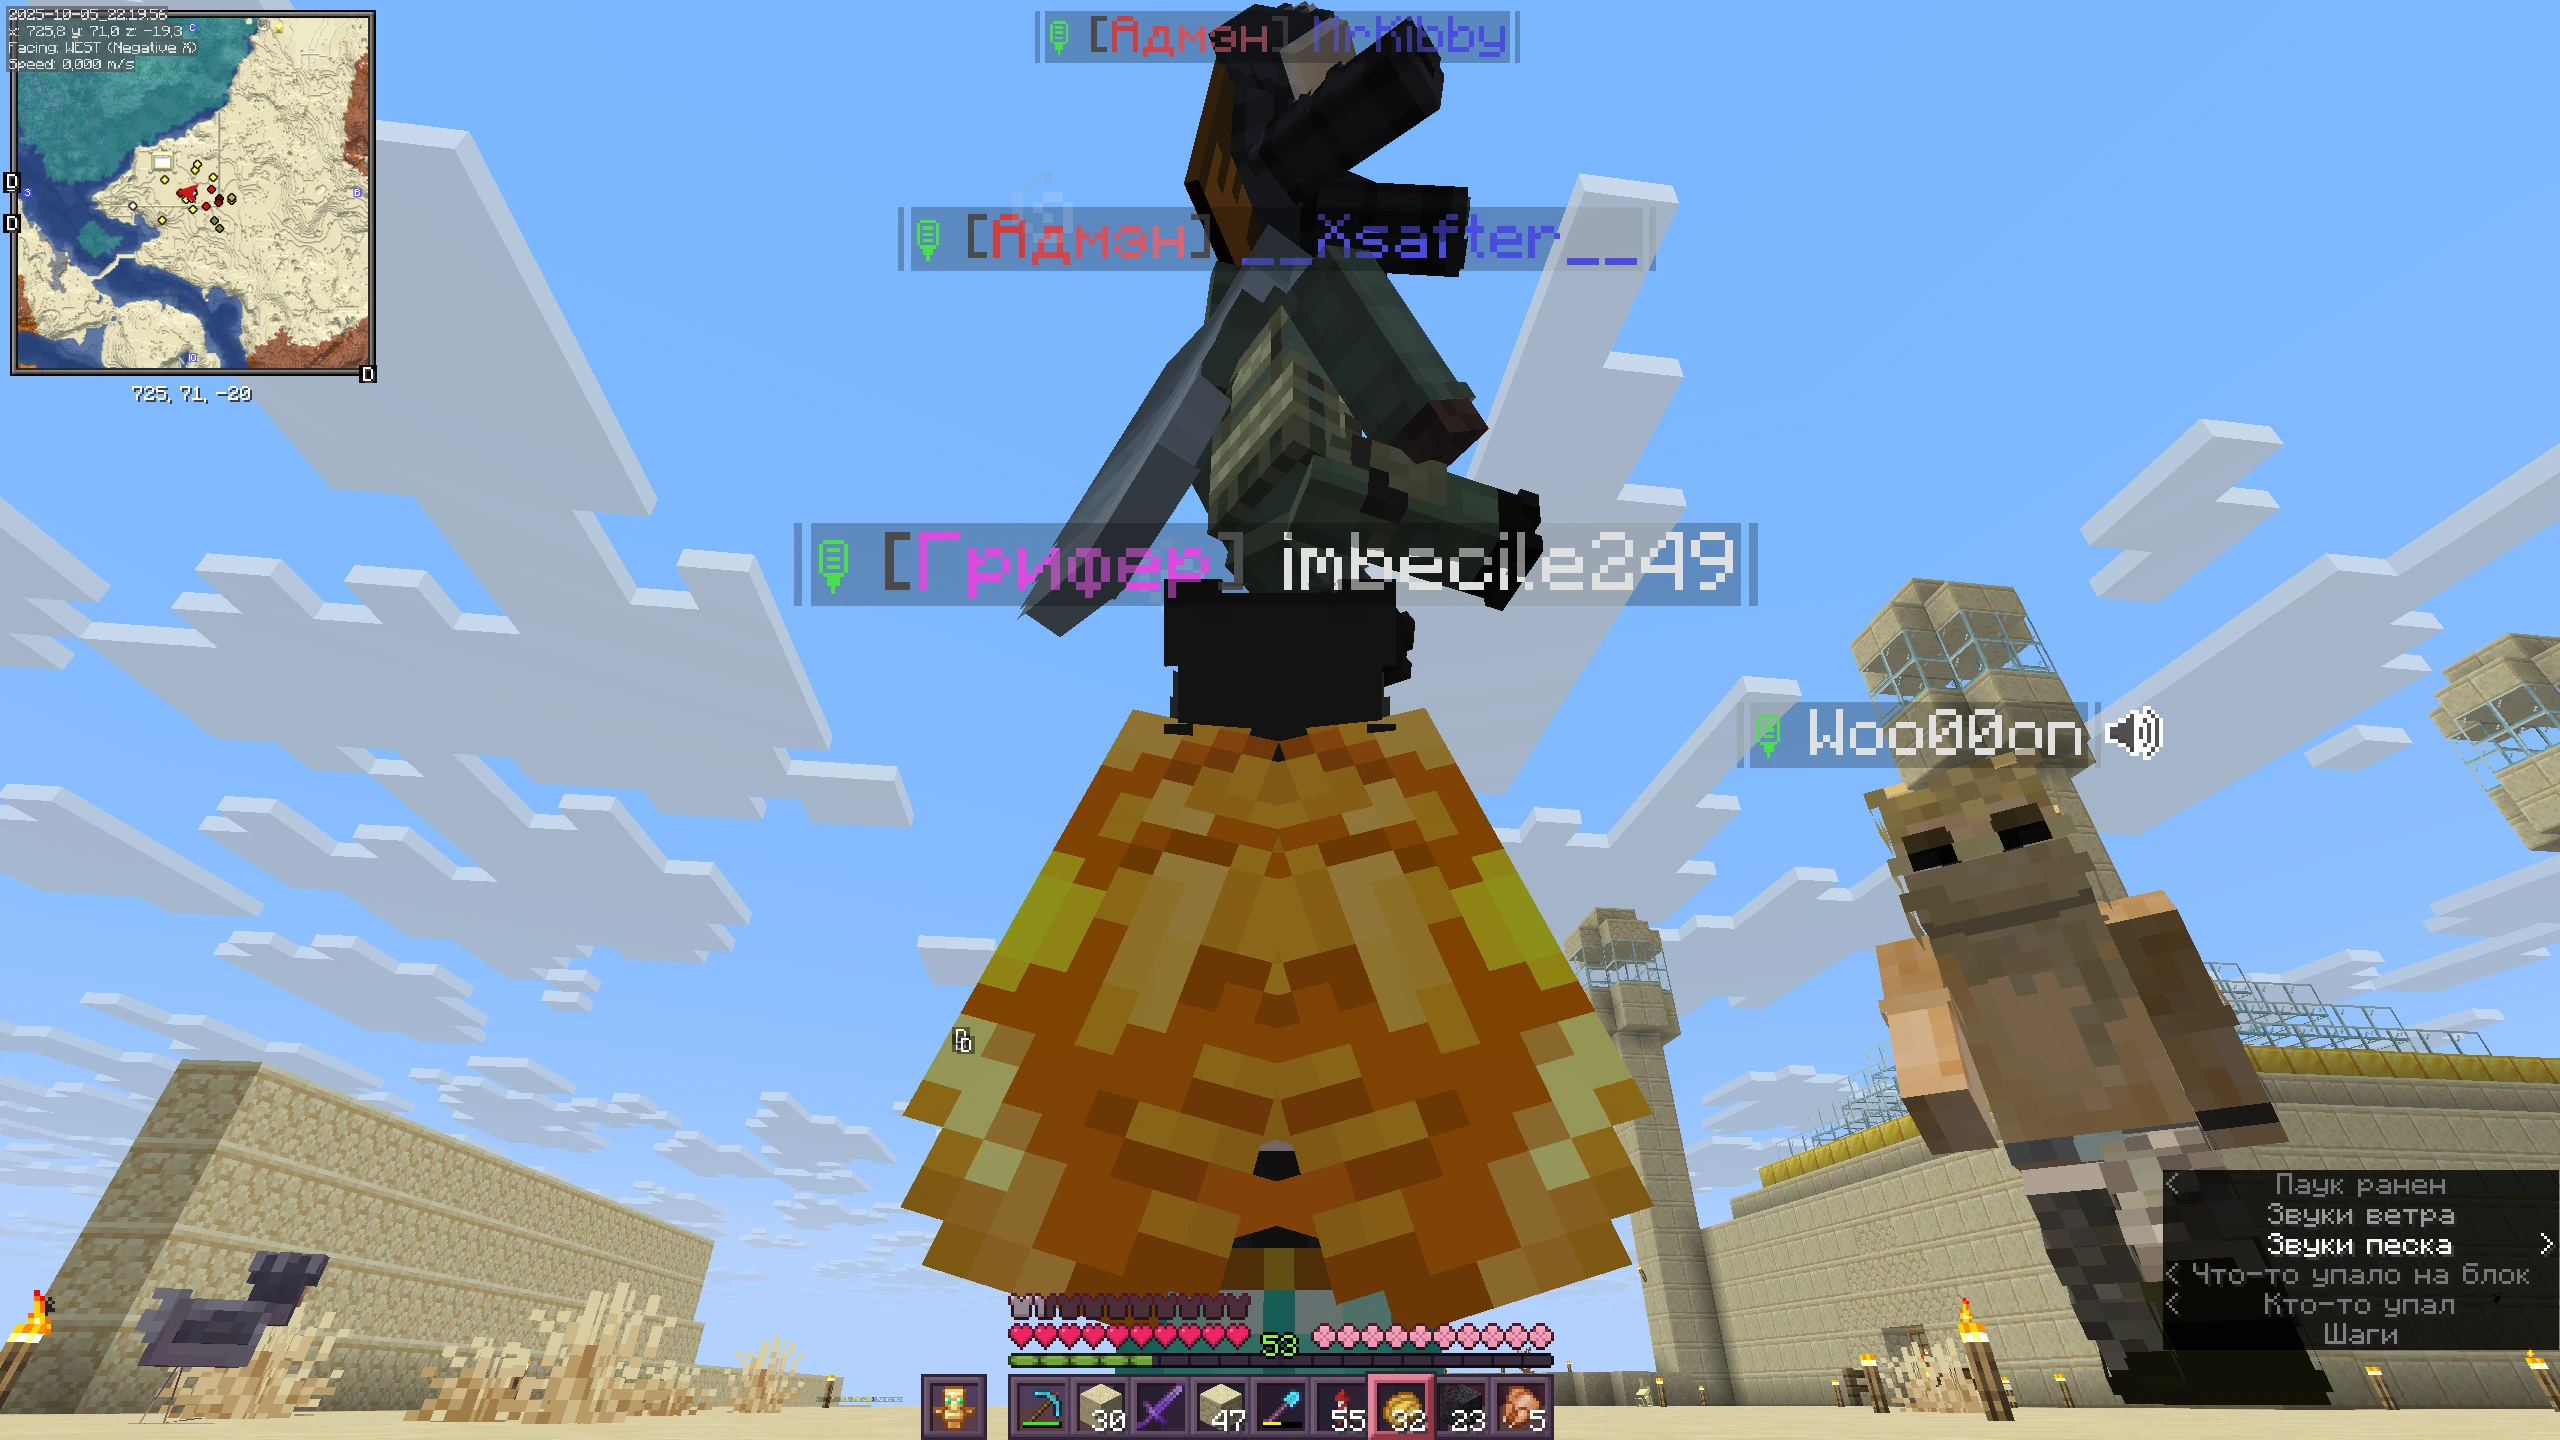 2025-10-05_22.19.56
x: 725,8 y: 71,0 z: -19,3
Facing: WEST (Negative X)
Speed: 0,000 m/s
С
З
В
Ю
D
D
D
725, 71, -20
[Адмэн] MrKibby
[Адмэн] __Xsafter__
[Грифер] imbecile249
Woo00on
D
D
< Паук ранен
Звуки ветра
Звуки песка >
< Что-то упало на блок
< Кто-то упал
Шаги
53
30
47
55
32
23
5